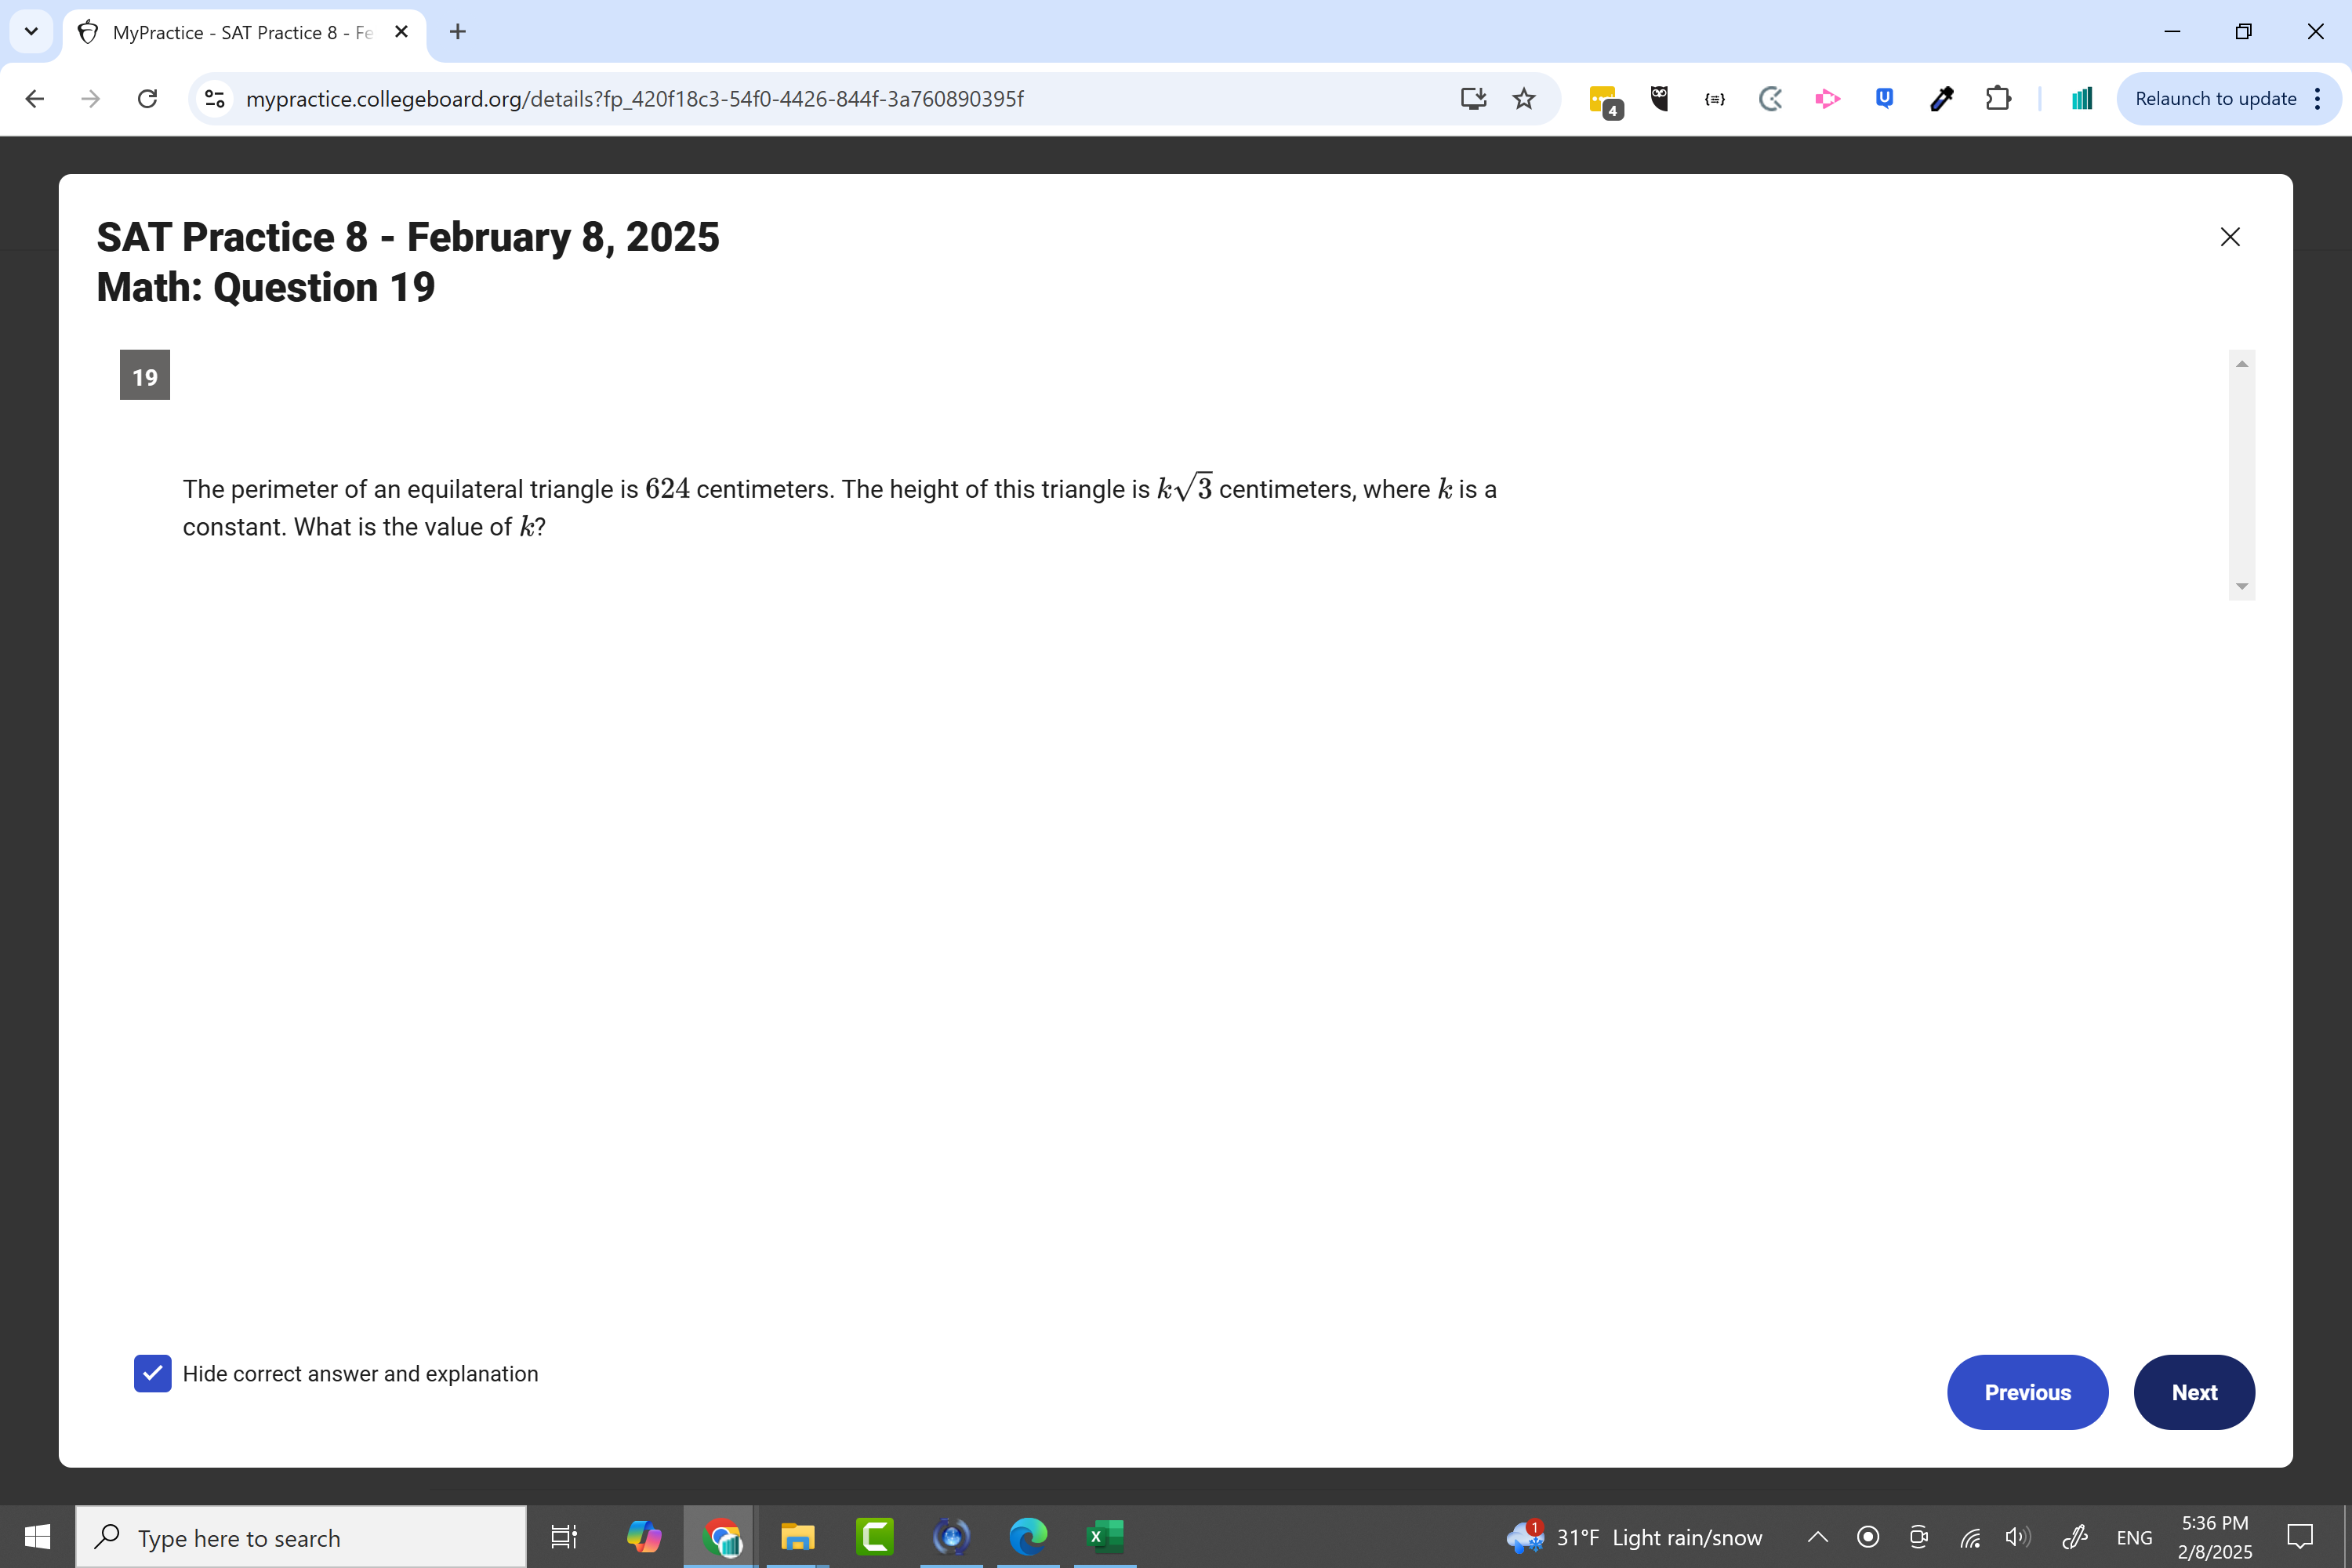 MyPractice - SAT Practice 8 - Fe
mypractice.collegeboard.org/details?fp_420f18c3-54f0-4426-844f-3a760890395f
4
Relaunch to update
SAT Practice 8 - February 8, 2025
Math: Question 19
19
The perimeter of an equilateral triangle is 624 centimeters. The height of this triangle is k√3 centimeters, where k is a
constant. What is the value of k?
Hide correct answer and explanation
Previous
Next
Type here to search
1
31°F Light rain/snow
ENG
5:36 PM
2/8/2025